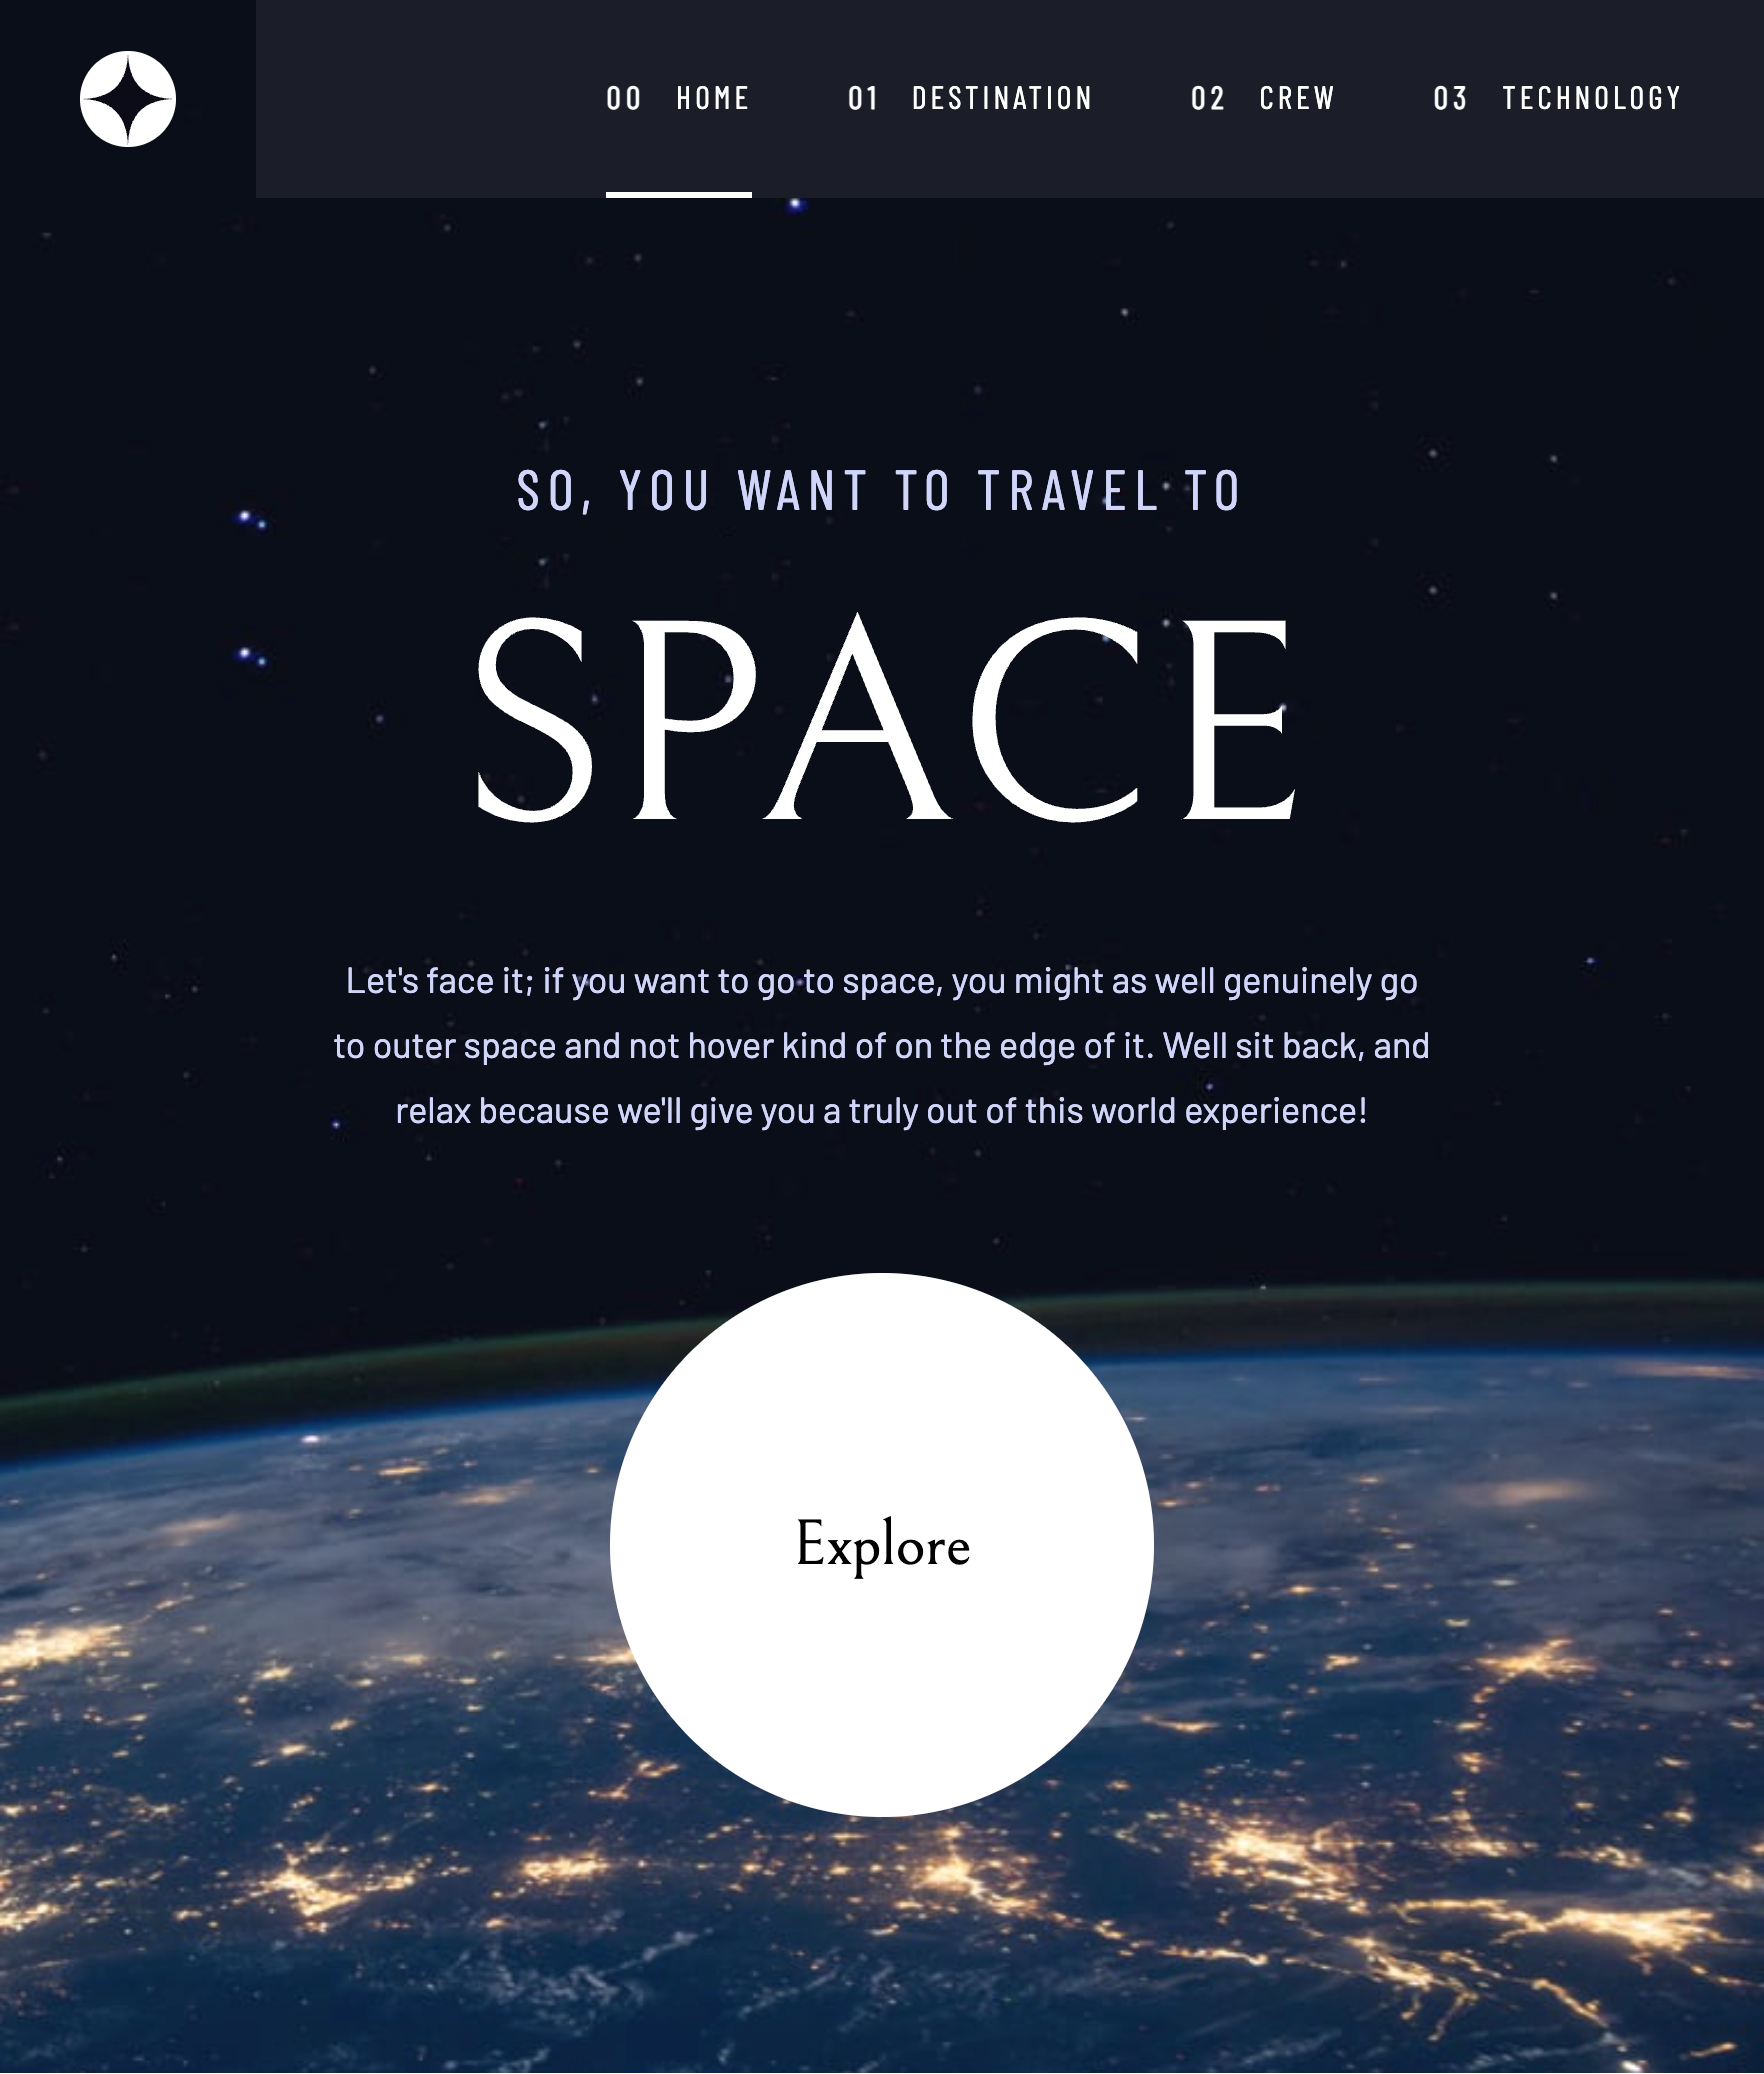 00 HOME 01 DESTINATION 02 CREW 03 TECHNOLOGY
SO, YOU WANT TO TRAVEL TO
SPACE
Let's face it; if you want to go to space, you might as well genuinely go
to outer space and not hover kind of on the edge of it. Well sit back, and
relax because we'll give you a truly out of this world experience!
Explore